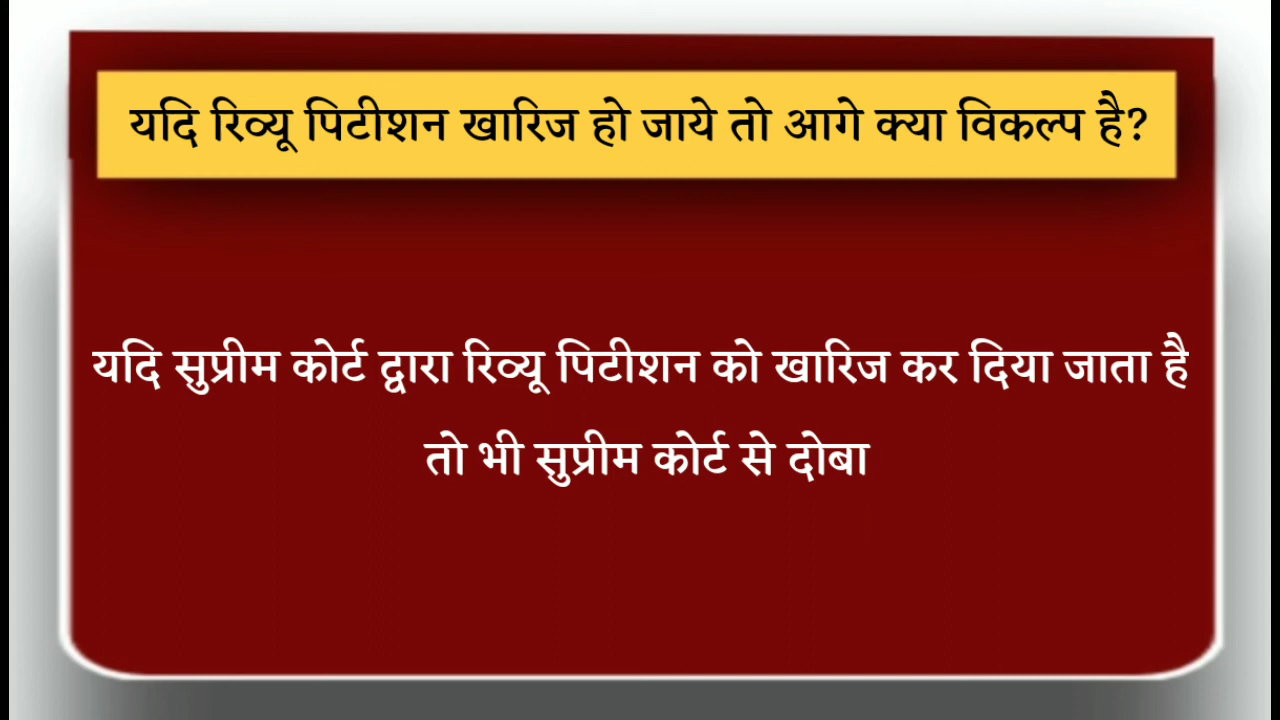 यदि रिव्यू पिटीशन खारिज हो जाये तो आगे क्या विकल्प है?
यदि सुप्रीम कोर्ट द्वारा रिव्यू पिटीशन को खारिज कर दिया जाता है
तो भी सुप्रीम कोर्ट से दोबा